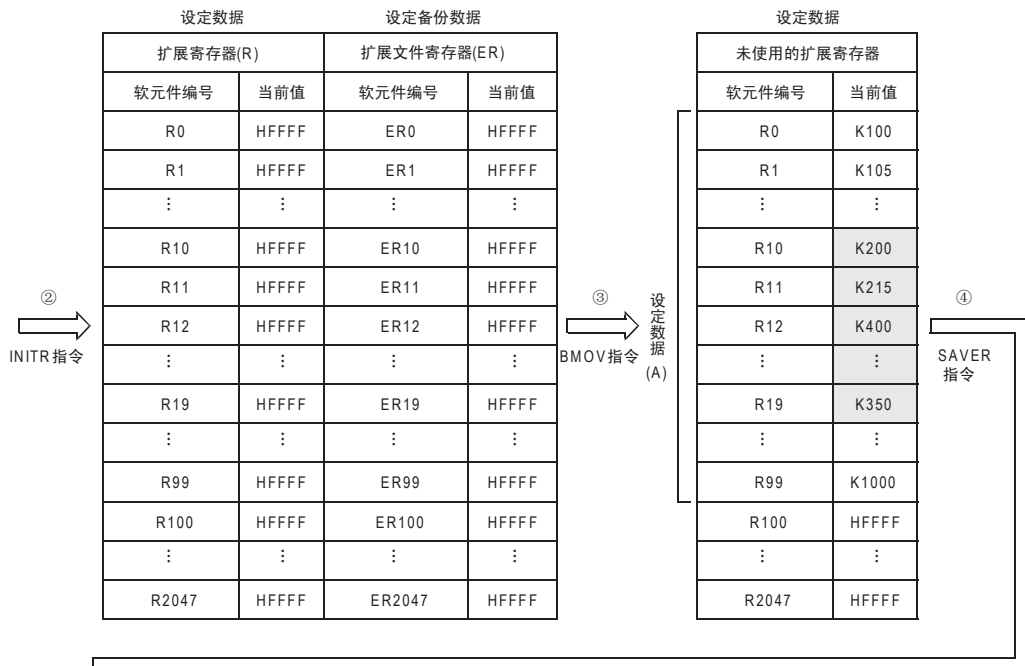 设定数据 设定备份数据 设定数据
扩展寄存器(R) 扩展文件寄存器(ER) 未使用的扩展寄存器
软元件编号 当前值 软元件编号 当前值 软元件编号 当前值
R0 HFFFF ER0 HFFFF R0 K100
R1 HFFFF ER1 HFFFF R1 K105
⋮ ⋮ ⋮ ⋮ ⋮ ⋮
R10 HFFFF ER10 HFFFF R10 K200
R11 HFFFF ER11 HFFFF R11 K215
R12 HFFFF ER12 HFFFF R12 K400
⋮ ⋮ ⋮ ⋮ ⋮ ⋮
R19 HFFFF ER19 HFFFF R19 K350
⋮ ⋮ ⋮ ⋮ ⋮ ⋮
R99 HFFFF ER99 HFFFF R99 K1000
R100 HFFFF ER100 HFFFF R100 HFFFF
⋮ ⋮ ⋮ ⋮ ⋮ ⋮
R2047 HFFFF ER2047 HFFFF R2047 HFFFF
②
INITR指令
③
BMOV指令
设定数据
(A)
④
SAVER
指令